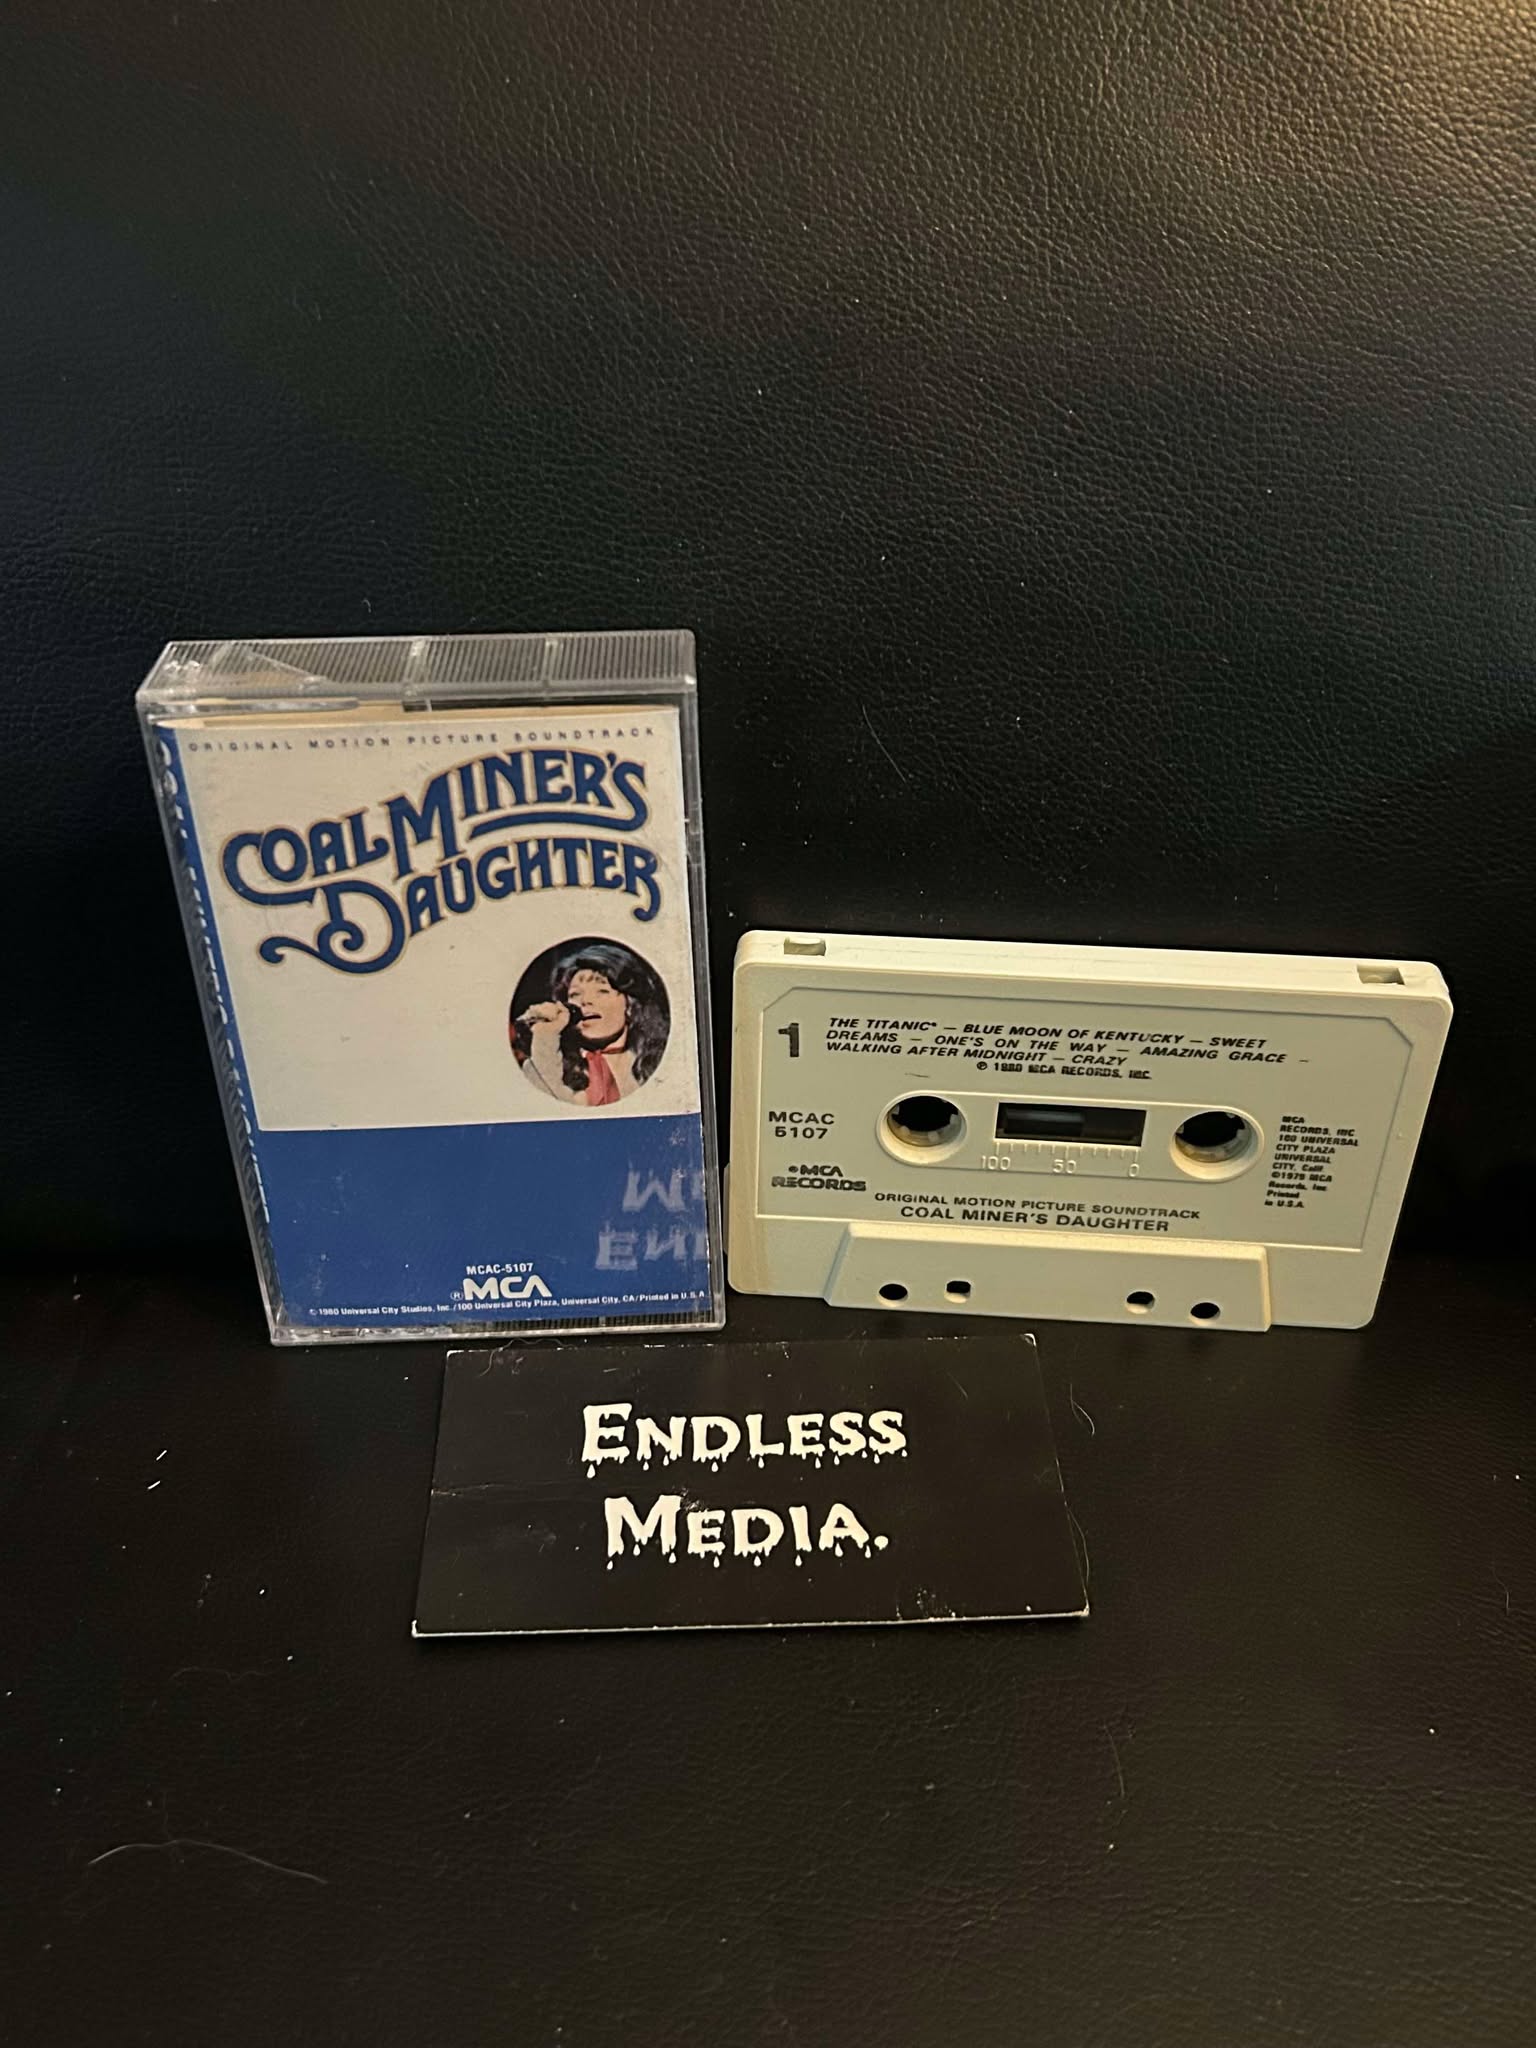 ORIGINAL MOTION PICTURE SOUNDTRACK
COAL MINER'S
DAUGHTER
MCAC-5107
® MCA
© 1980 Universal City Studios, Inc./100 Universal City Plaza, Universal City, CA/Printed in U.S.A.
1
THE TITANIC* — BLUE MOON OF KENTUCKY — SWEET
DREAMS — ONE'S ON THE WAY — AMAZING GRACE —
WALKING AFTER MIDNIGHT — CRAZY
℗ 1980 MCA RECORDS, INC.
MCAC
5107
MCA
RECORDS
100 50 0
MCA
RECORDS, INC
100 UNIVERSAL
CITY PLAZA
UNIVERSAL
CITY, Calif
©1979 MCA
Records, Inc
Printed
in U.S.A.
ORIGINAL MOTION PICTURE SOUNDTRACK
COAL MINER'S DAUGHTER
ENDLESS
MEDIA.